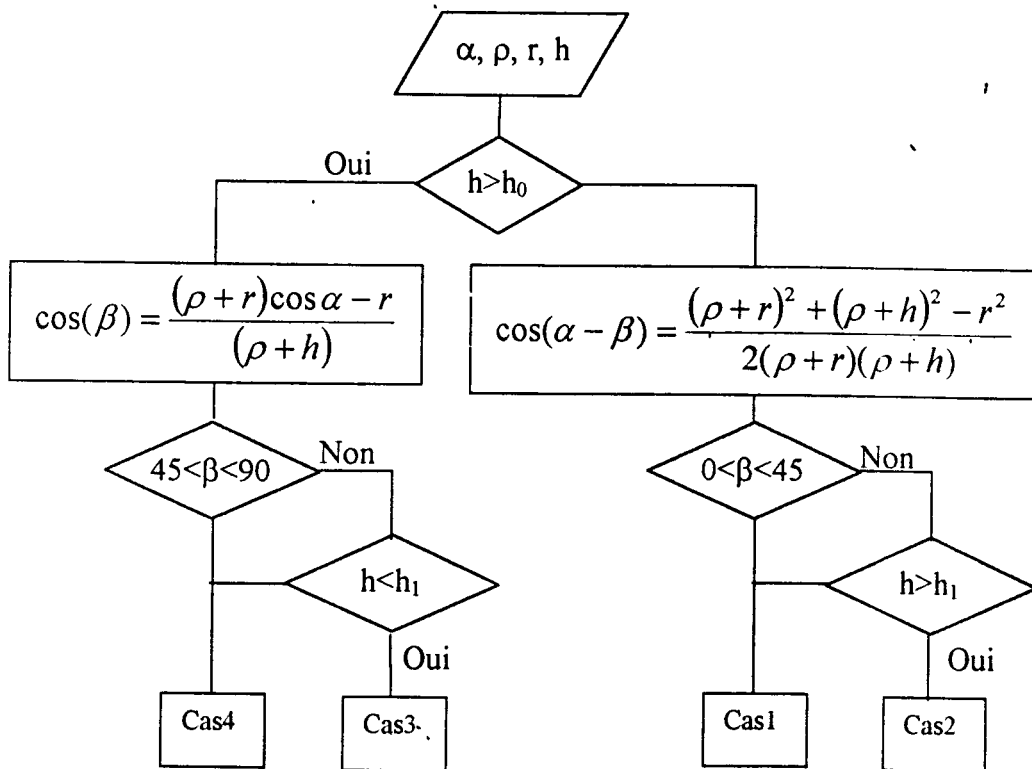 α, ρ, r, h
Oui
h>h₀
cos(β) = ((ρ + r)cos α − r) / (ρ + h)
cos(α − β) = ((ρ + r)² + (ρ + h)² − r²) / (2(ρ + r)(ρ + h))
45<β<90
Non
0<β<45
Non
h<h₁
h>h₁
Oui
Oui
Cas4
Cas3
Cas1
Cas2